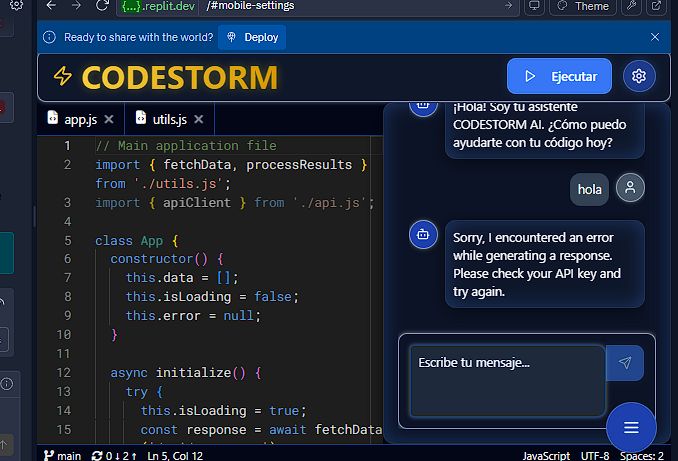 {...}.replit.dev /#mobile-settings
Theme
Ready to share with the world? Deploy
CODESTORM
Ejecutar
app.js
utils.js
1 // Main application file
2 import { fetchData, processResults }
from './utils.js';
3 import { apiClient } from './api.js';
4
5 class App {
6 constructor() {
7 this.data = [];
8 this.isLoading = false;
9 this.error = null;
10 }
11
12 async initialize() {
13 try {
14 this.isLoading = true;
15 const response = await fetchData
¡Hola! Soy tu asistente
CODESTORM AI. ¿Cómo puedo
ayudarte con tu código hoy?
hola
Sorry, I encountered an error
while generating a response.
Please check your API key and
try again.
Escribe tu mensaje...
main 0↓2↑ Ln 5, Col 12 JavaScript UTF-8 Spaces: 2